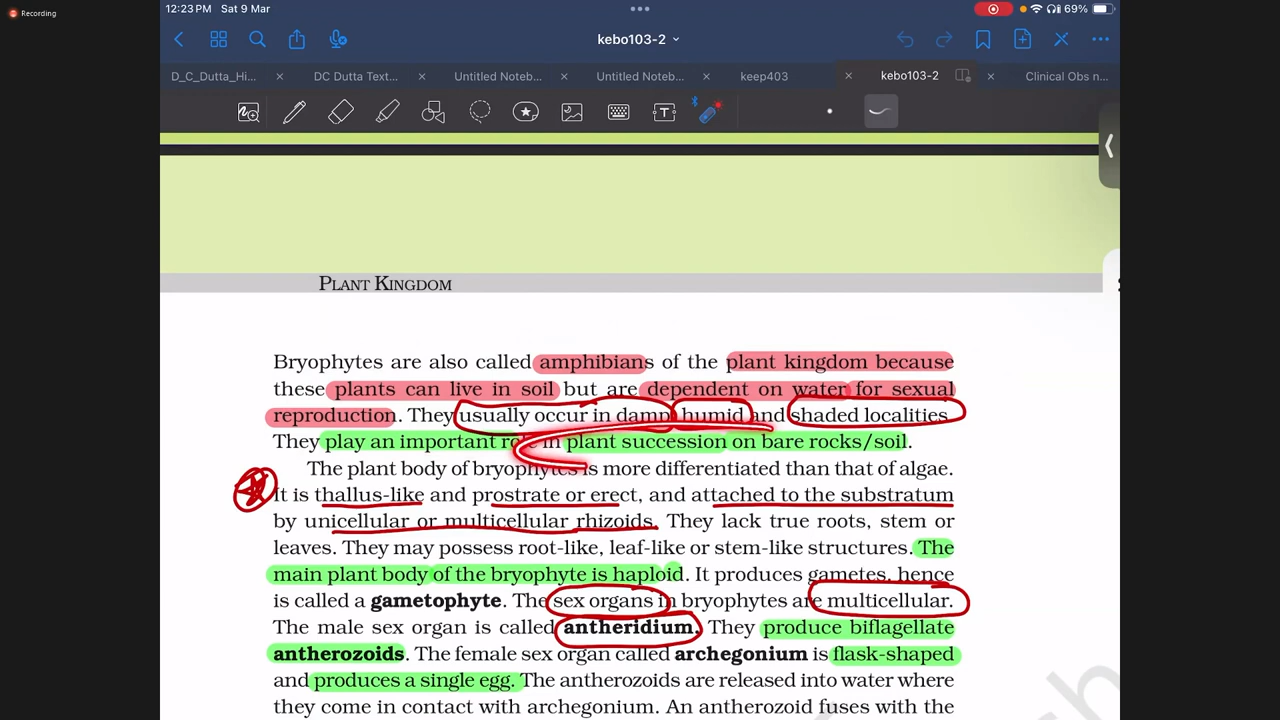 Recording
12:23 PM Sat 9 Mar
69%
kebo103-2
D_C_Dutta_Hi...
DC Dutta Text...
Untitled Noteb...
Untitled Noteb...
keep403
kebo103-2
Clinical Obs n...
PLANT KINGDOM
Bryophytes are also called amphibians of the plant kingdom because
these plants can live in soil but are dependent on water for sexual
reproduction. They usually occur in damp, humid and shaded localities.
They play an important role in plant succession on bare rocks/soil.
The plant body of bryophytes is more differentiated than that of algae.
It is thallus-like and prostrate or erect, and attached to the substratum
by unicellular or multicellular rhizoids. They lack true roots, stem or
leaves. They may possess root-like, leaf-like or stem-like structures. The
main plant body of the bryophyte is haploid. It produces gametes, hence
is called a gametophyte. The sex organs in bryophytes are multicellular.
The male sex organ is called antheridium. They produce biflagellate
antherozoids. The female sex organ called archegonium is flask-shaped
and produces a single egg. The antherozoids are released into water where
they come in contact with archegonium. An antherozoid fuses with the